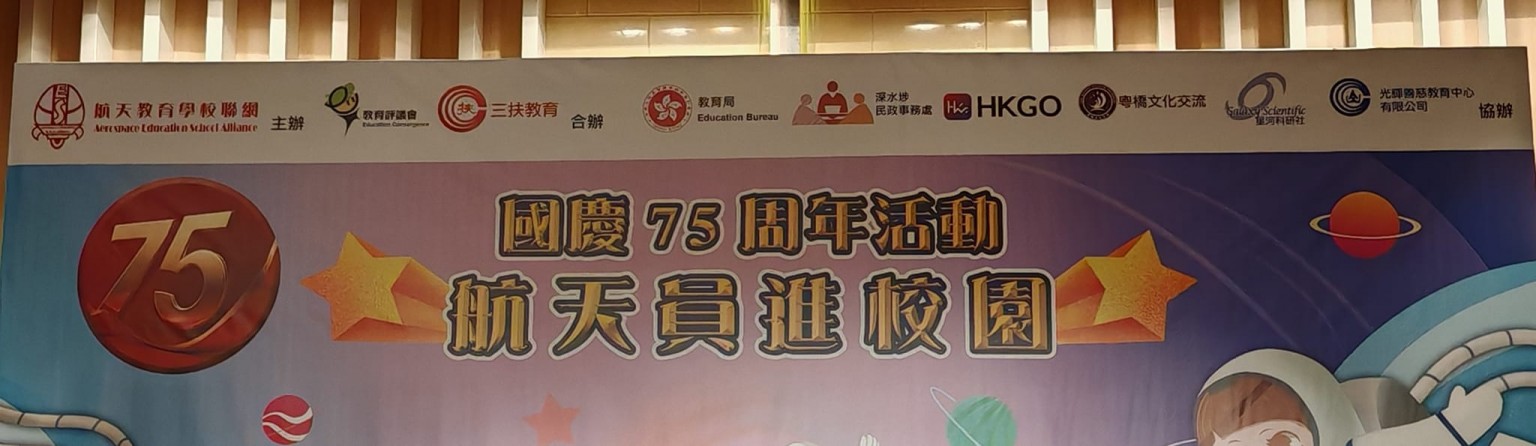 航天教育學校聯網
Aerospace Education School Alliance
主辦
教育評議會
Education Convergence
三扶教育
扶
合辦
教育局
Education Bureau
深水埗
民政事務處
HKGO
粵橋文化交流
Galaxy Scientific
星河科研社
光輝慈慈教育中心
有限公司
協辦
75
國慶75周年活動
航天員進校園